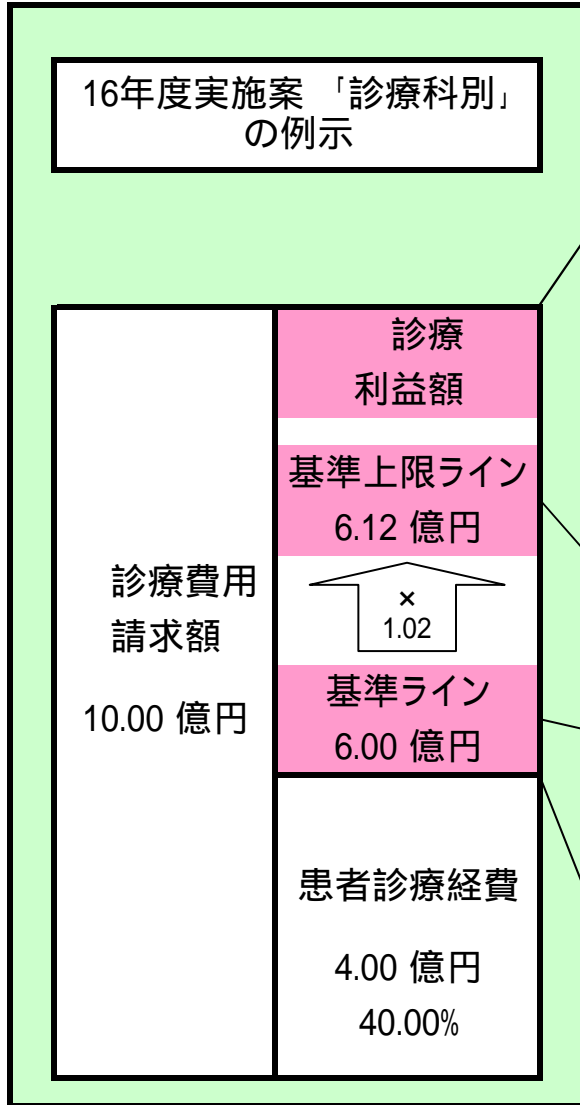 16年度実施案 「診療科別」
の例示
診療費用
請求額
10.00 億円
診療
利益額
基準上限ライン
6.12 億円
×
1.02
基準ライン
6.00 億円
患者診療経費
4.00 億円
40.00%